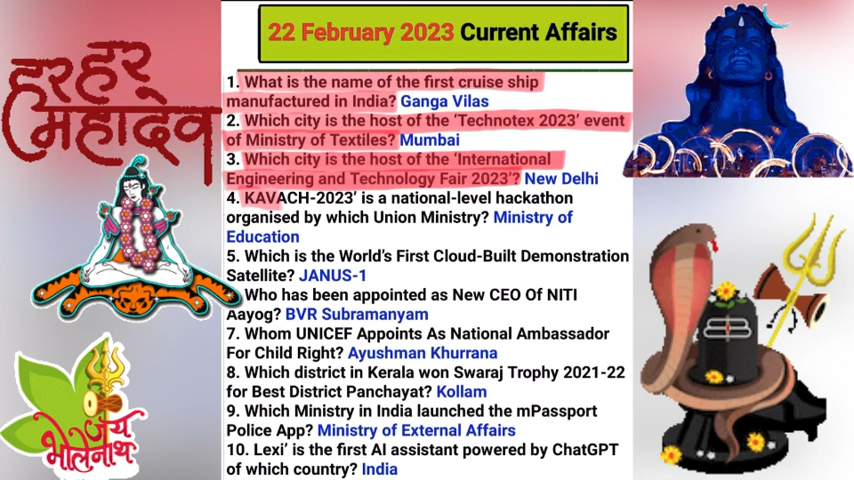 22 February 2023 Current Affairs
हर हर
महादेव
1. What is the name of the first cruise ship
manufactured in India? Ganga Vilas
2. Which city is the host of the ‘Technotex 2023’ event
of Ministry of Textiles? Mumbai
3. Which city is the host of the ‘International
Engineering and Technology Fair 2023’? New Delhi
4. KAVACH-2023’ is a national-level hackathon
organised by which Union Ministry? Ministry of
Education
5. Which is the World’s First Cloud-Built Demonstration
Satellite? JANUS-1
Who has been appointed as New CEO Of NITI
Aayog? BVR Subramanyam
7. Whom UNICEF Appoints As National Ambassador
For Child Right? Ayushman Khurrana
8. Which district in Kerala won Swaraj Trophy 2021-22
for Best District Panchayat? Kollam
9. Which Ministry in India launched the mPassport
Police App? Ministry of External Affairs
10. Lexi’ is the first AI assistant powered by ChatGPT
of which country? India
जय
भोलेनाथ